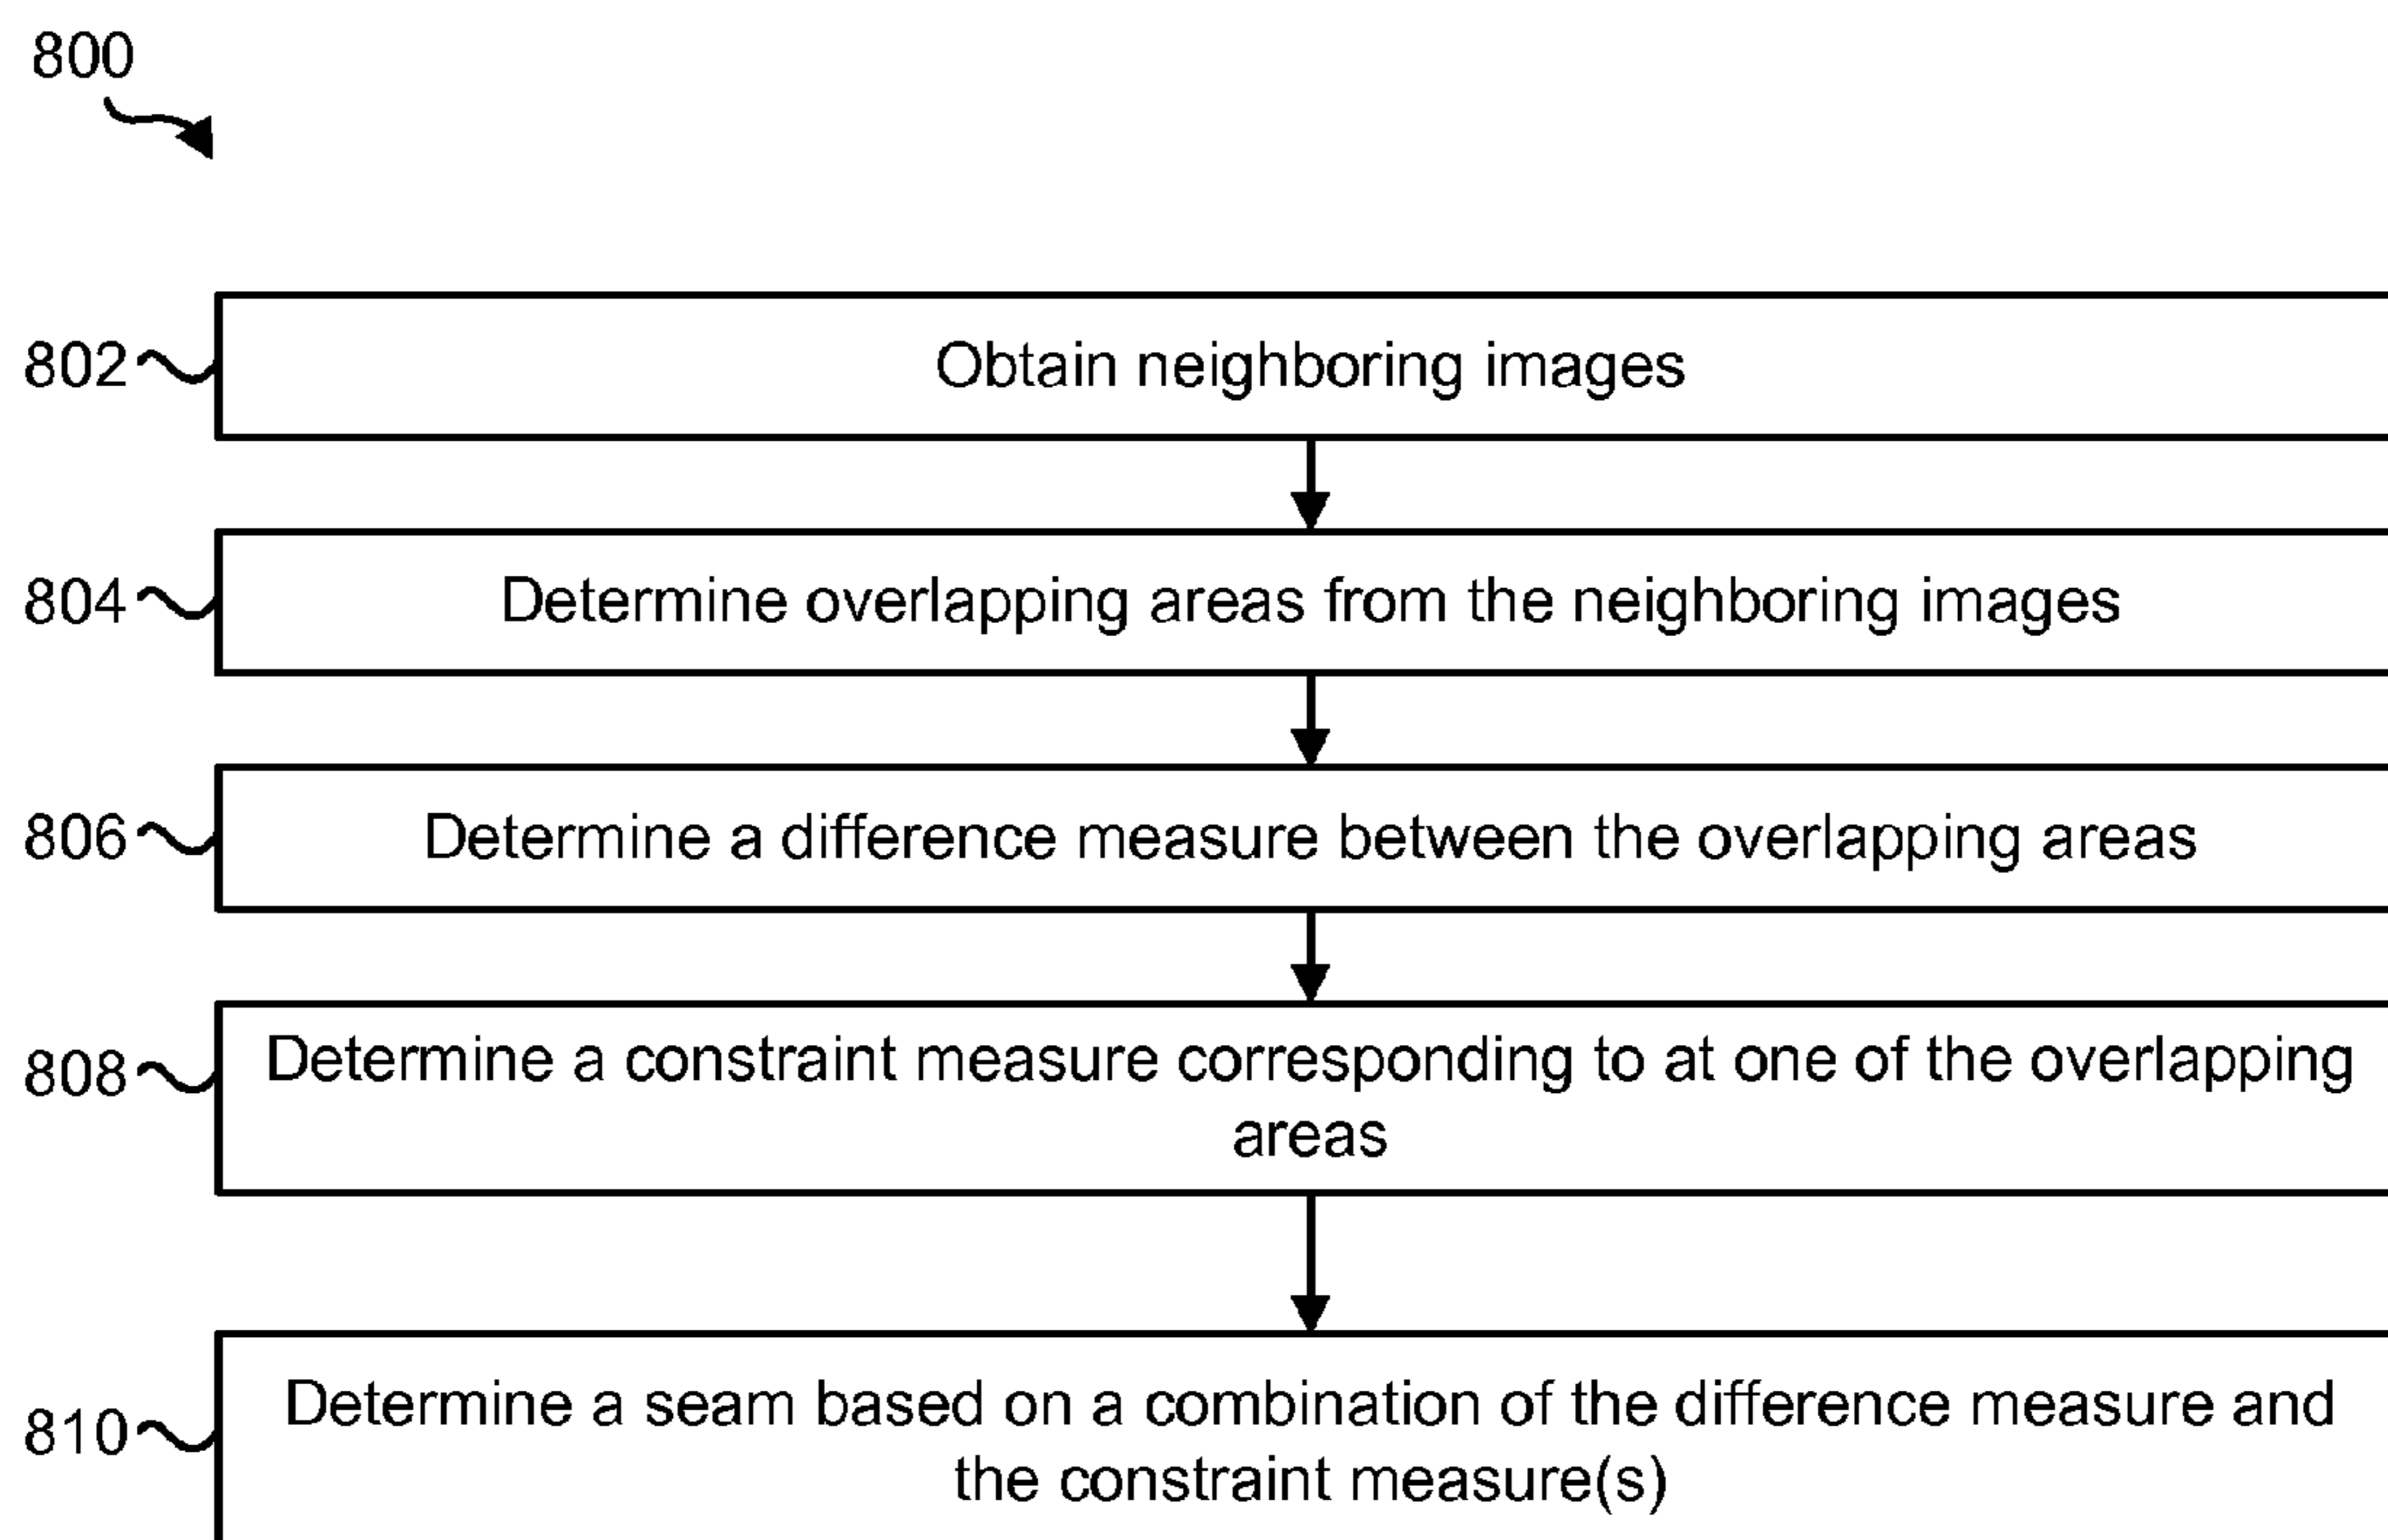 800
802
Obtain neighboring images
804
Determine overlapping areas from the neighboring images
806
Determine a difference measure between the overlapping areas
808
Determine a constraint measure corresponding to at one of the overlapping
areas
810
Determine a seam based on a combination of the difference measure and
the constraint measure(s)